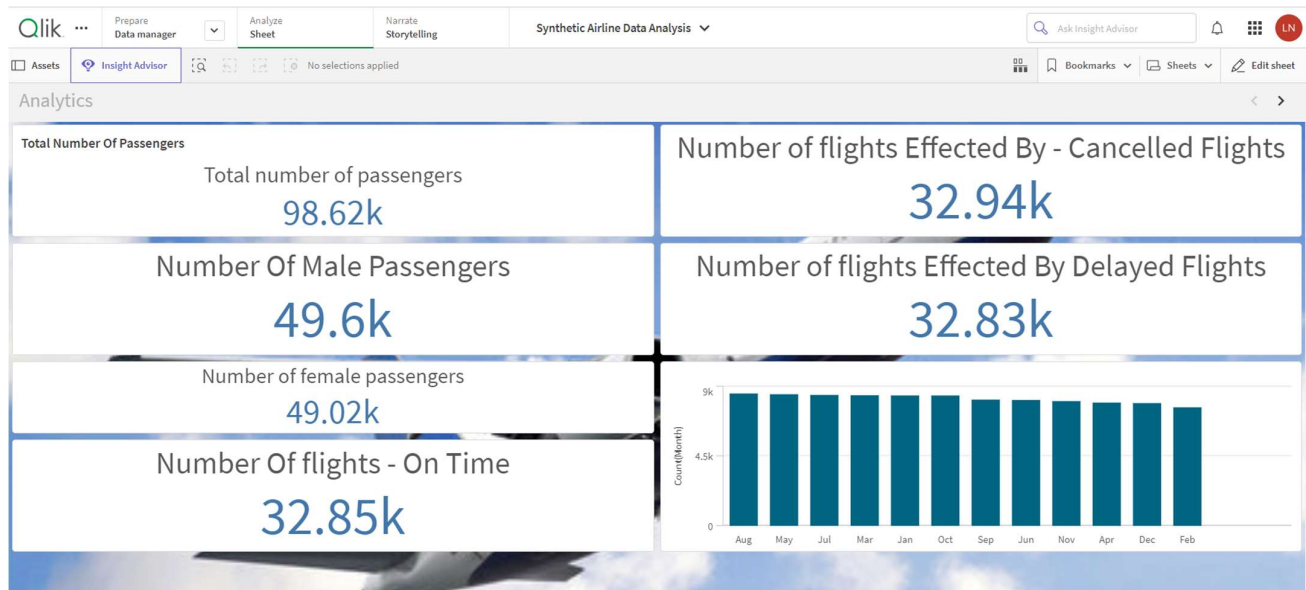 Qlik
Prepare
Data manager
Analyze
Sheet
Narrate
Storytelling
Synthetic Airline Data Analysis
Ask Insight Advisor
LN
Assets
Insight Advisor
No selections applied
Bookmarks
Sheets
Edit sheet
Analytics
Total Number Of Passengers
Total number of passengers
98.62k
Number Of Male Passengers
49.6k
Number of female passengers
49.02k
Number Of flights - On Time
32.85k
Number of flights Effected By - Cancelled Flights
32.94k
Number of flights Effected By Delayed Flights
32.83k
Count(Month)
9k
4.5k
0
Aug May Jul Mar Jan Oct Sep Jun Nov Apr Dec Feb